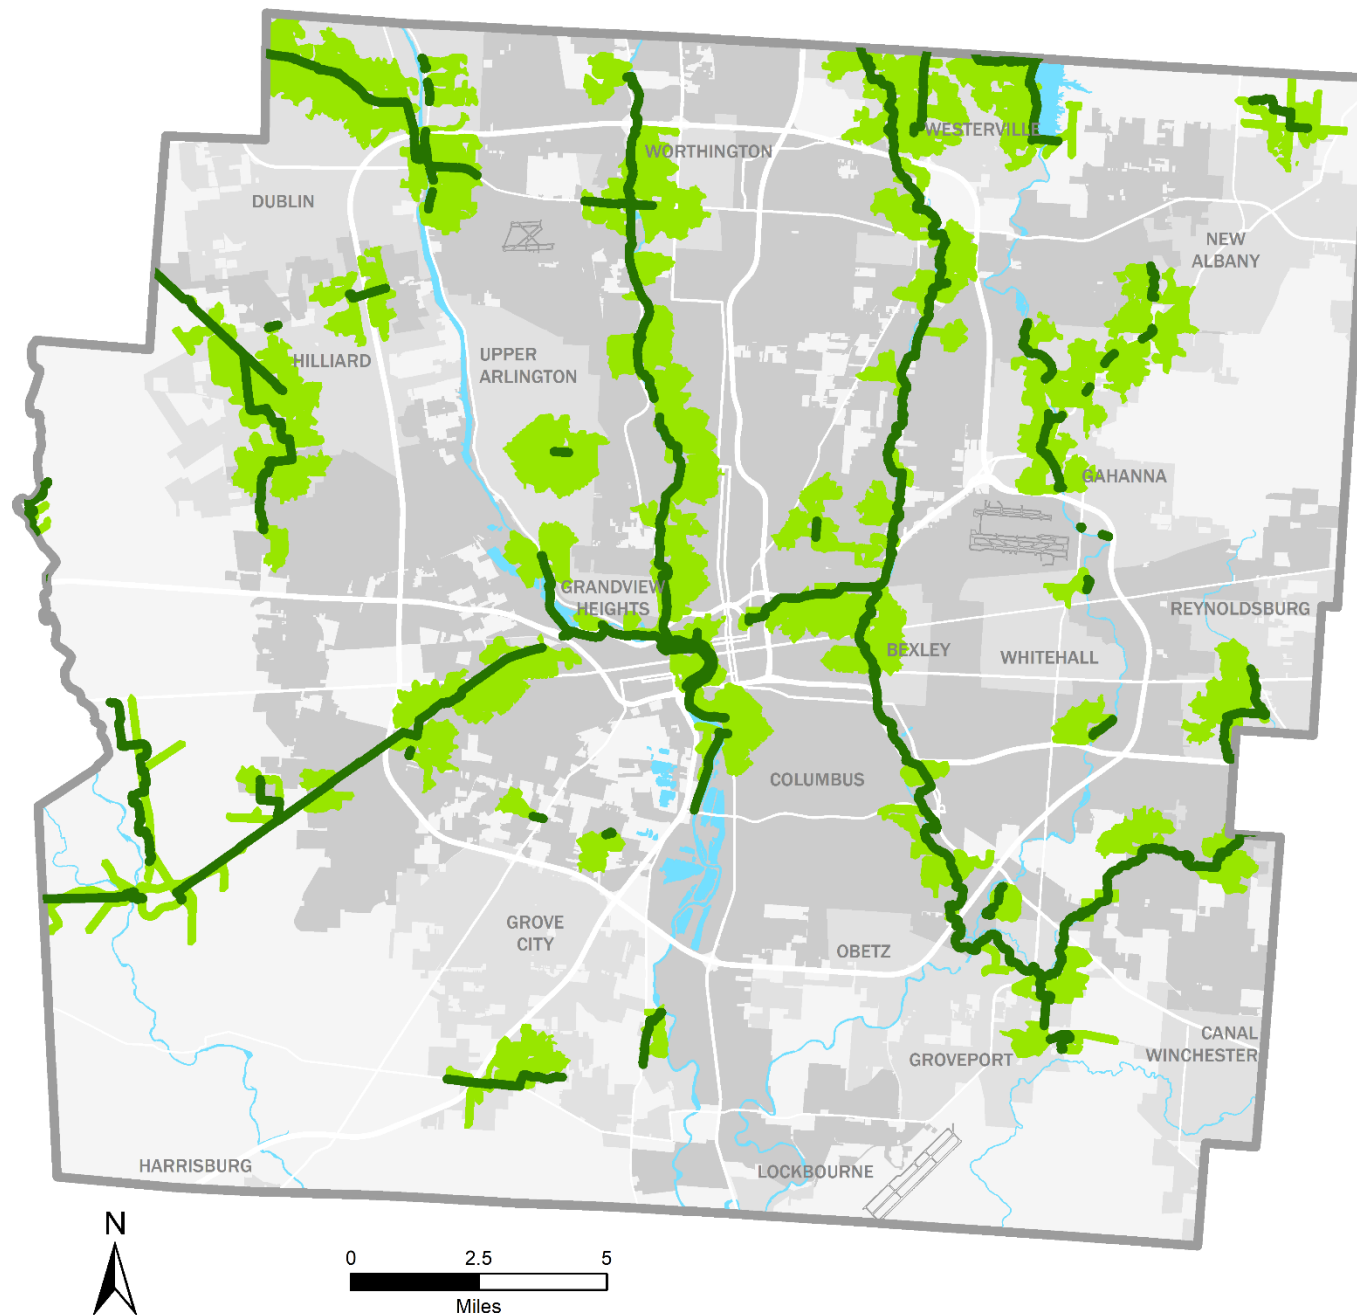 WESTERVILLE
WORTHINGTON
DUBLIN
NEW
ALBANY
HILLIARD
UPPER
ARLINGTON
GAHANNA
GRANDVIEW
HEIGHTS
REYNOLDSBURG
BEXLEY
WHITEHALL
COLUMBUS
GROVE
CITY
OBETZ
CANAL
WINCHESTER
GROVEPORT
HARRISBURG
LOCKBOURNE
N
0 2.5 5
Miles